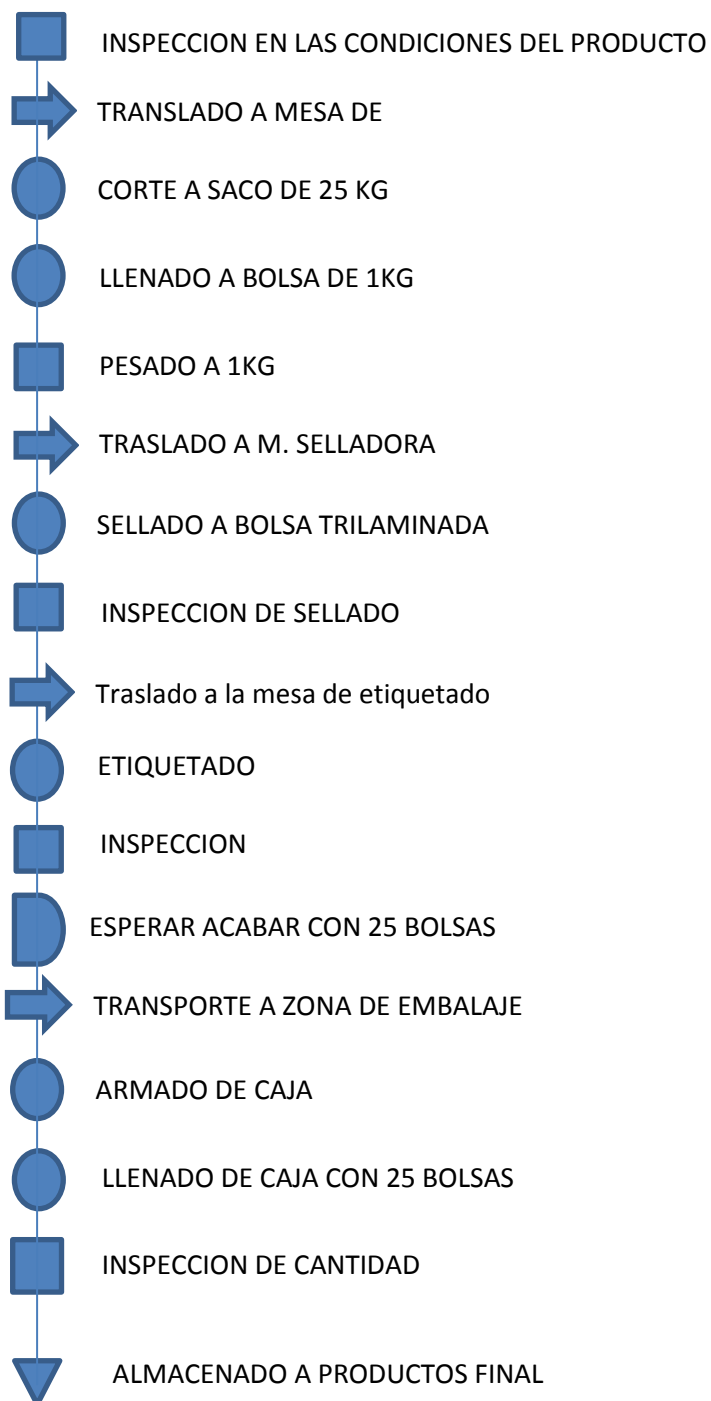 INSPECCION EN LAS CONDICIONES DEL PRODUCTO
TRANSLADO A MESA DE
CORTE A SACO DE 25 KG
LLENADO A BOLSA DE 1KG
PESADO A 1KG
TRASLADO A M. SELLADORA
SELLADO A BOLSA TRILAMINADA
INSPECCION DE SELLADO
Traslado a la mesa de etiquetado
ETIQUETADO
INSPECCION
ESPERAR ACABAR CON 25 BOLSAS
TRANSPORTE A ZONA DE EMBALAJE
ARMADO DE CAJA
LLENADO DE CAJA CON 25 BOLSAS
INSPECCION DE CANTIDAD
ALMACENADO A PRODUCTOS FINAL